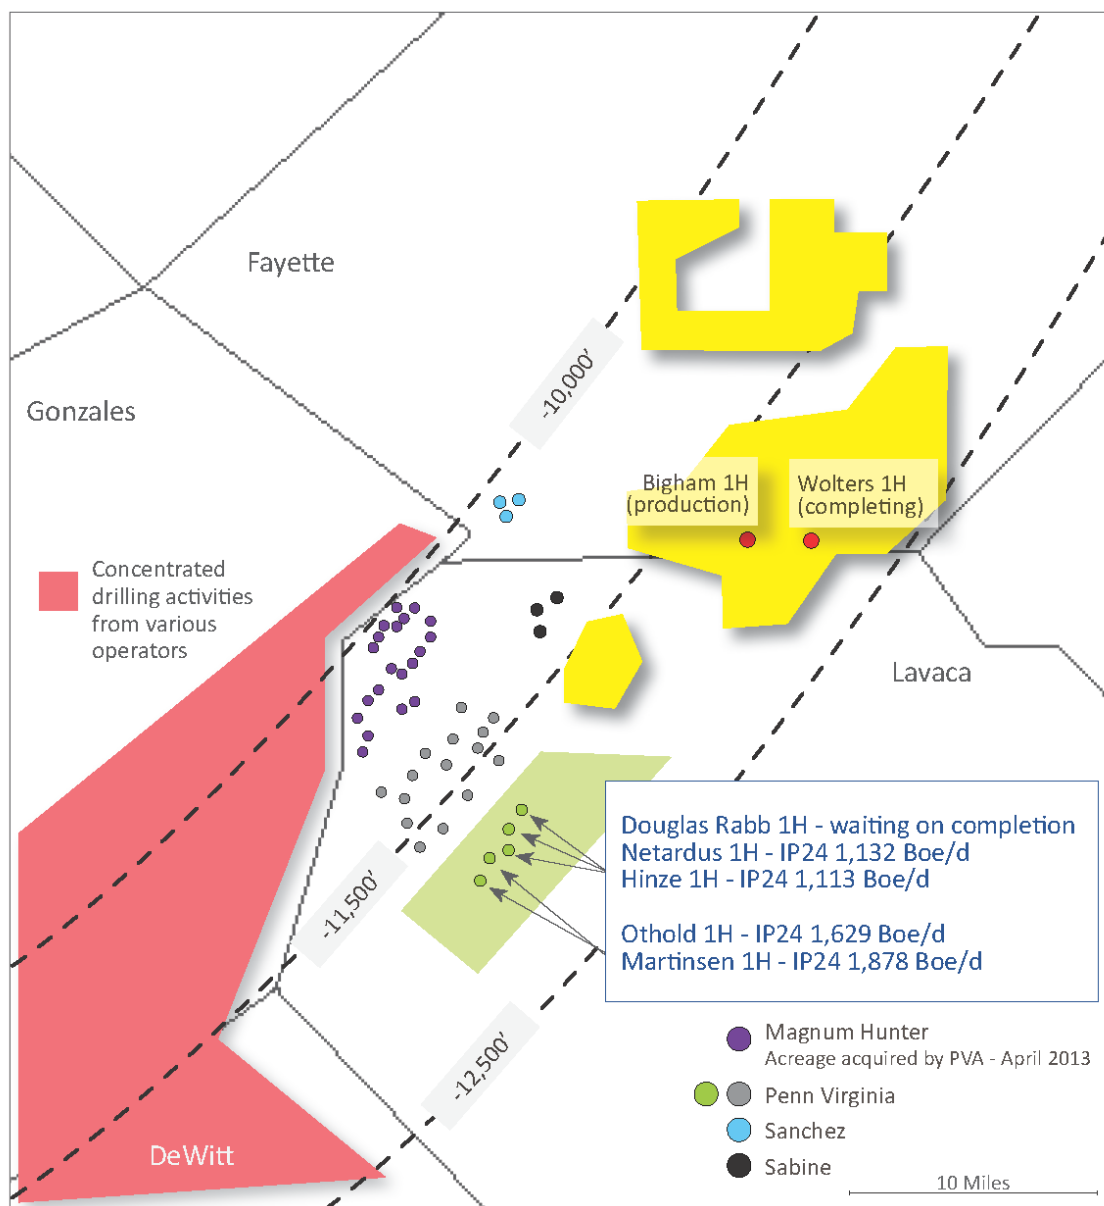 Fayette
-10,000'
Gonzales
Bigham 1H
(production)
Wolters 1H
(completing)
Concentrated
drilling activities
from various
operators
Lavaca
Douglas Rabb 1H - waiting on completion
Netardus 1H - IP24 1,132 Boe/d
Hinze 1H - IP24 1,113 Boe/d
Othold 1H - IP24 1,629 Boe/d
Martinsen 1H - IP24 1,878 Boe/d
-11,500'
-12,500'
Magnum Hunter
Acreage acquired by PVA - April 2013
Penn Virginia
Sanchez
Sabine
DeWitt
10 Miles